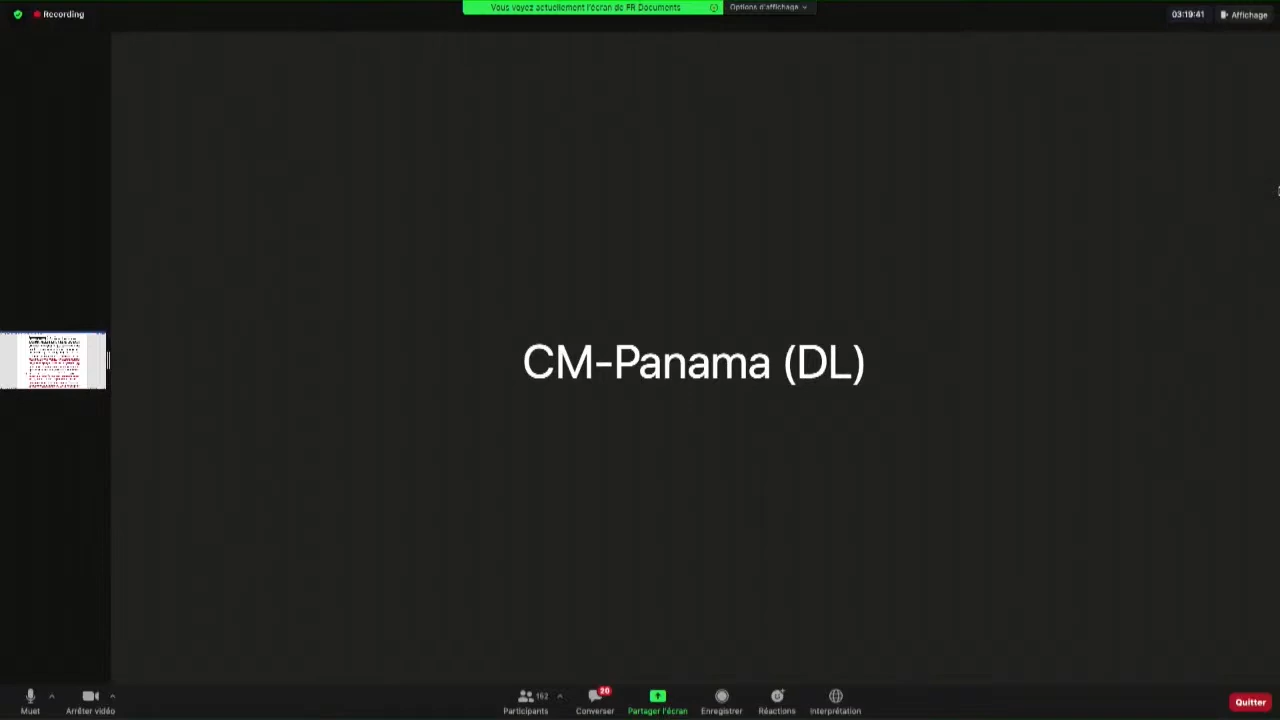 Recording
Vous voyez actuellement l'écran de FR Documents
Options d'affichage
03:19:41
Affichage
CM-Panama (DL)
Muet
Arrêter vidéo
162
Participants
20
Converser
Partager l'écran
Enregistrer
Réactions
Interprétation
Quitter